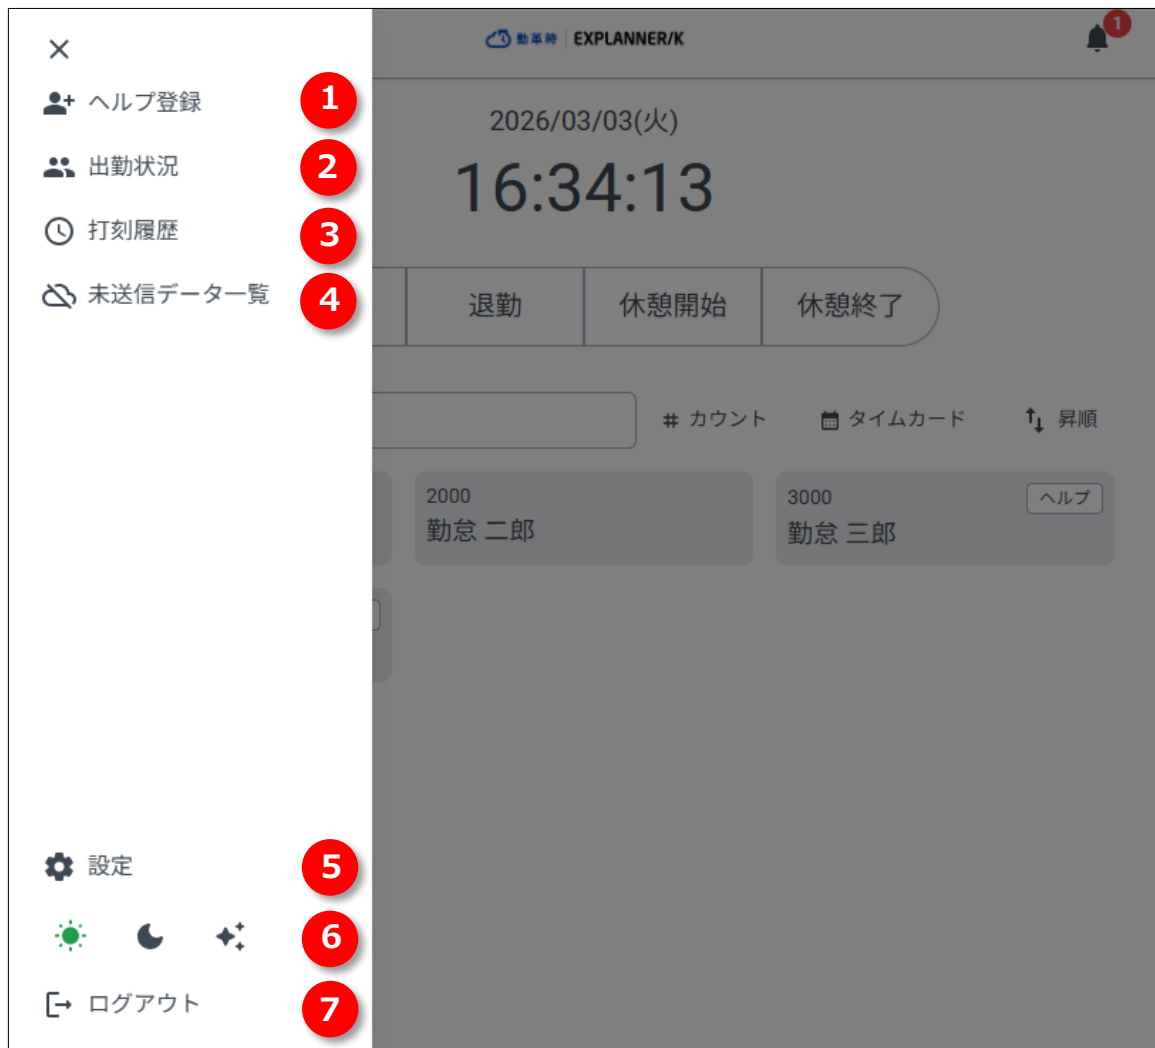 勤革時 EXPLANNER/K
1
ヘルプ登録 1
2026/03/03(火)
出勤状況 2
16:34:13
打刻履歴 3
未送信データ一覧 4
退勤 休憩開始 休憩終了
# カウント タイムカード 昇順
2000
勤怠 二郎
3000 ヘルプ
勤怠 三郎
設定 5
6
ログアウト 7